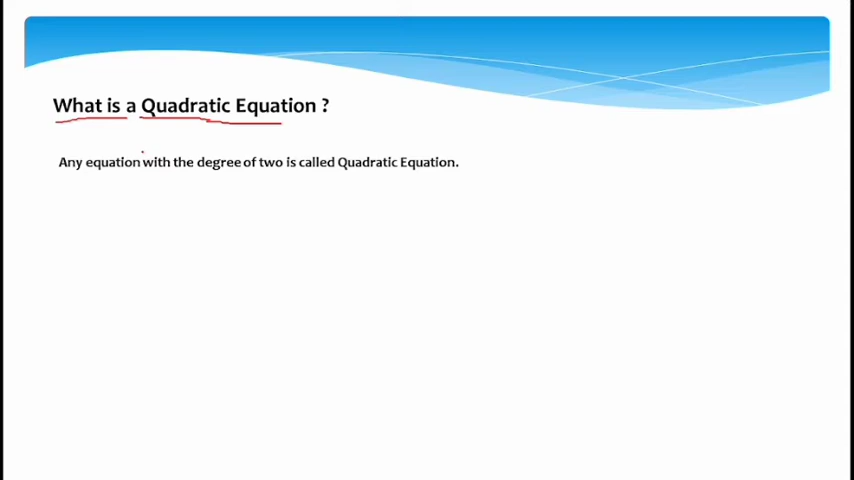 What is a Quadratic Equation ?
Any equation with the degree of two is called Quadratic Equation.